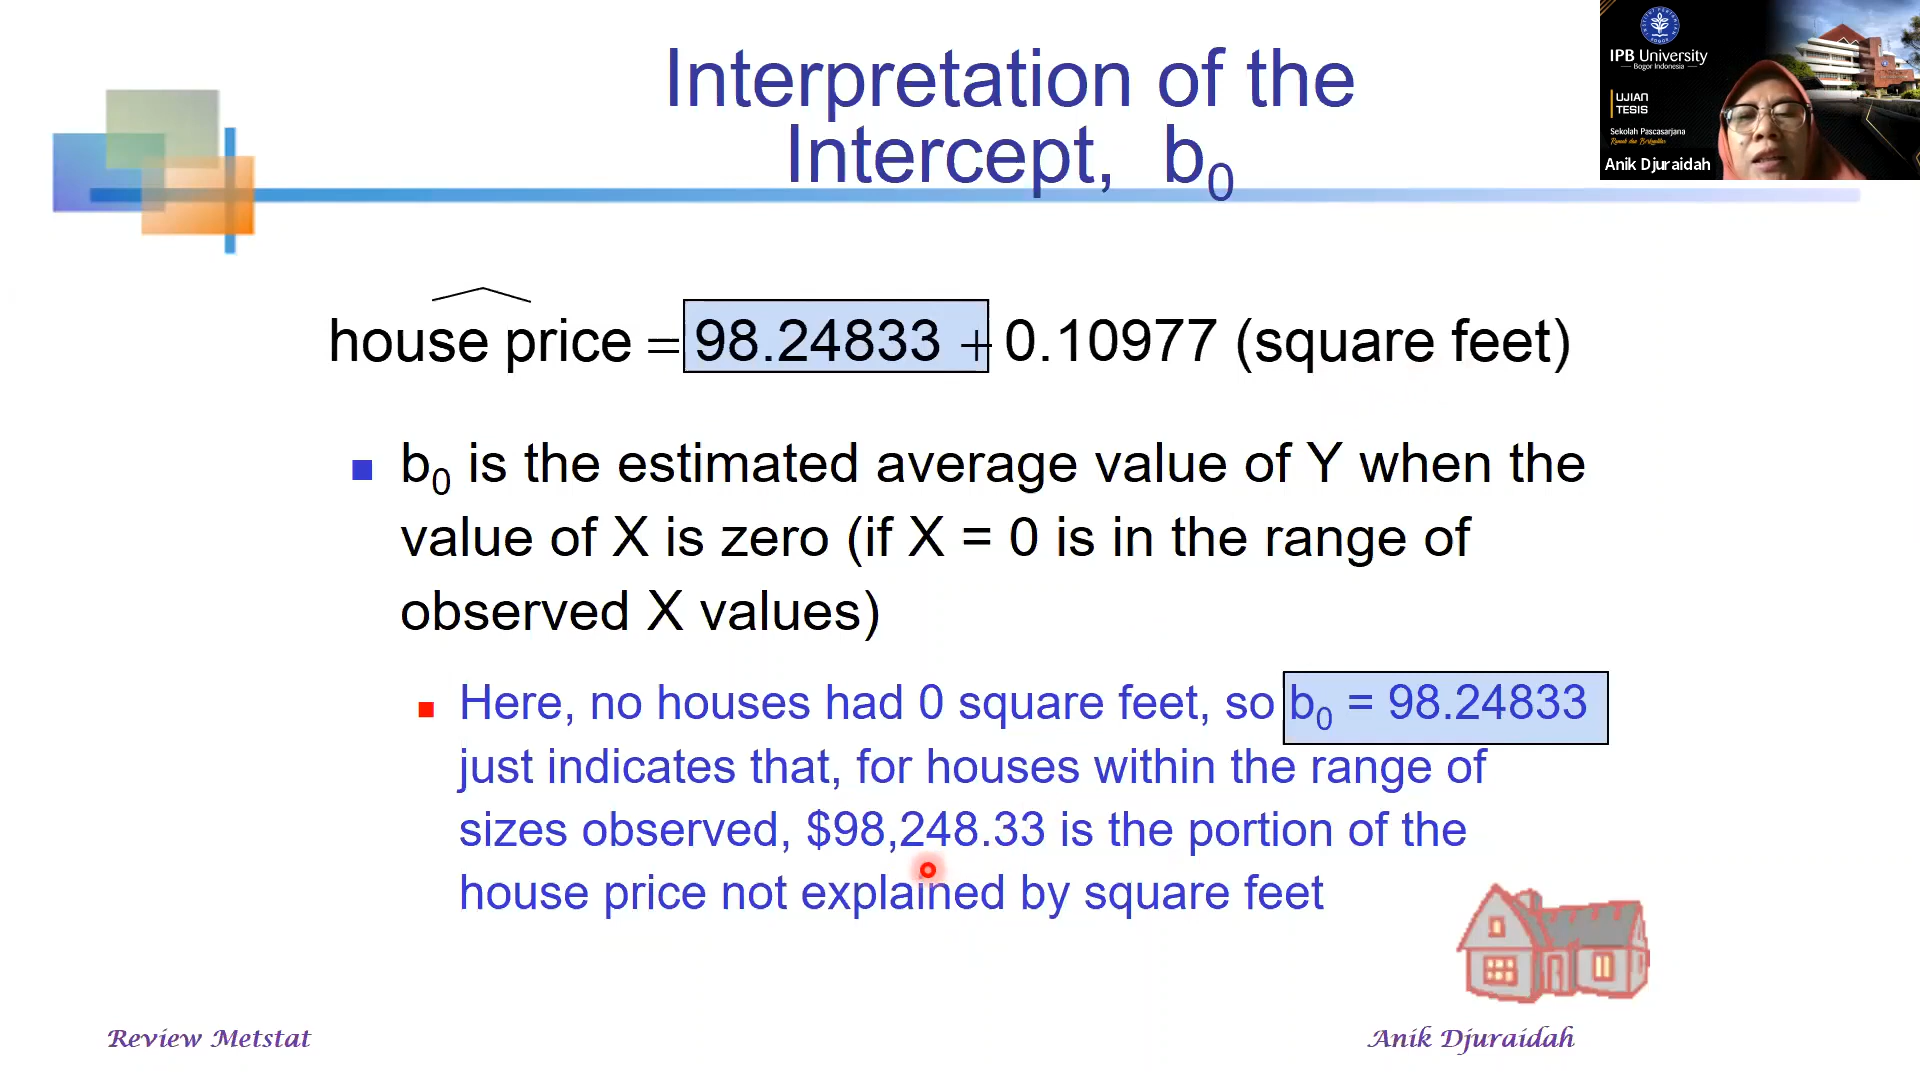 Interpretation of the
Intercept, b₀
IPB University
Bogor Indonesia
UJIAN
TESIS
Sekolah Pascasarjana
Anik Djuraidah
house price = 98.24833 + 0.10977 (square feet)
b₀ is the estimated average value of Y when the
value of X is zero (if X = 0 is in the range of
observed X values)
Here, no houses had 0 square feet, so b₀ = 98.24833
just indicates that, for houses within the range of
sizes observed, $98,248.33 is the portion of the
house price not explained by square feet
Review Metstat
Anik Djuraidah